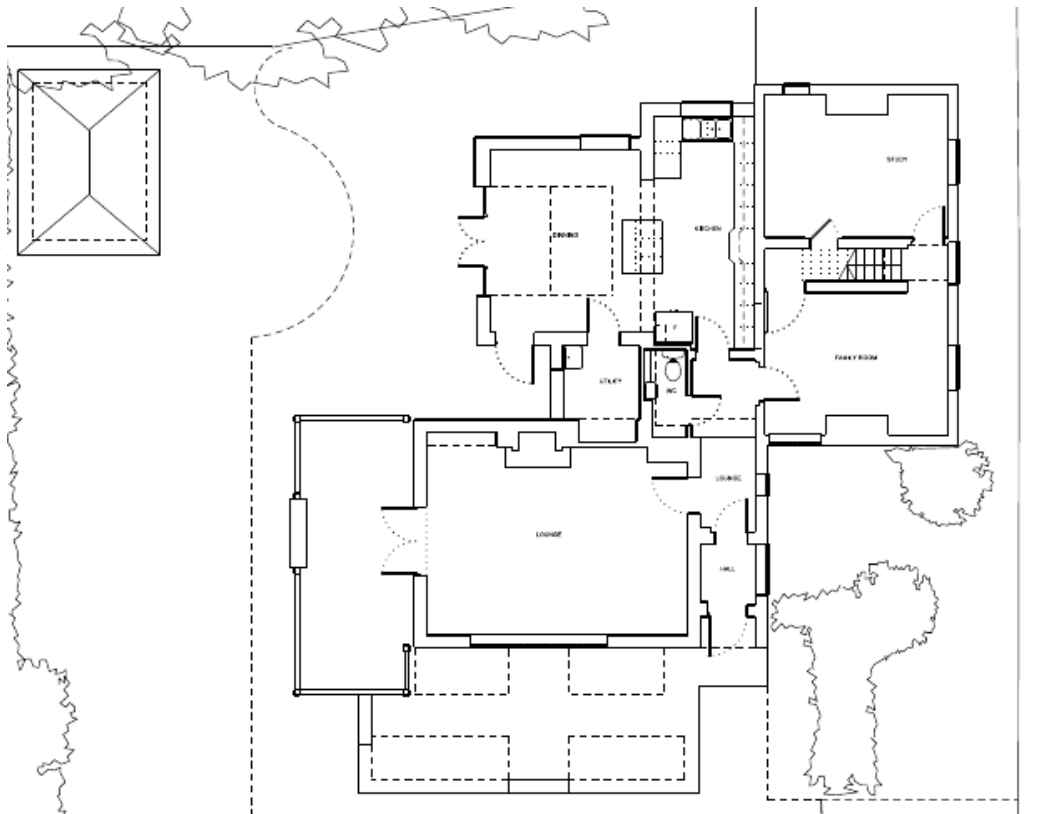 STUDY
KITCHEN
DINING
FAMILY ROOM
UTILITY
WC
LOUNGE
LOUNGE
HALL
F